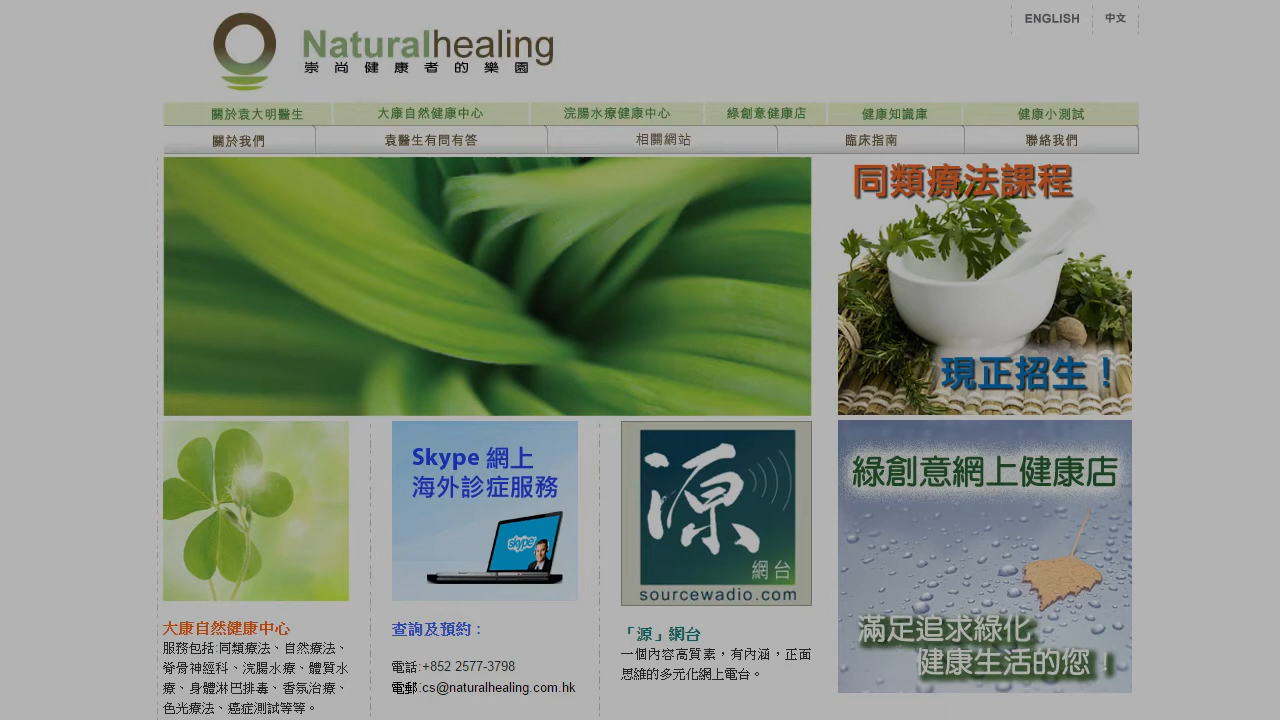 ENGLISH 中文
Naturalhealing
崇尚健康者的樂園
關於袁大明醫生 大康自然健康中心 浣腸水療健康中心 綠創意健康店 健康知識庫 健康小測試
關於我們 袁醫生有問有答 相關網站 臨床指南 聯絡我們
同類療法課程
現正招生！
Skype 網上
海外診症服務
skype
源
網台
sourcewadio.com
綠創意網上健康店
滿足追求綠化
健康生活的您！
大康自然健康中心
服務包括 同類療法、自然療法、
脊骨神經科、洗腸水療、鐳射水
療、身體淋巴排毒、香氛治療、
色光療法、癌症測試等等。
查詢及預約：
電話:+852 2577-3798
電郵:cs@naturalhealing.com.hk
「源」網台
一個內容高質素，有內涵，正面
思維的多元化網上電台。